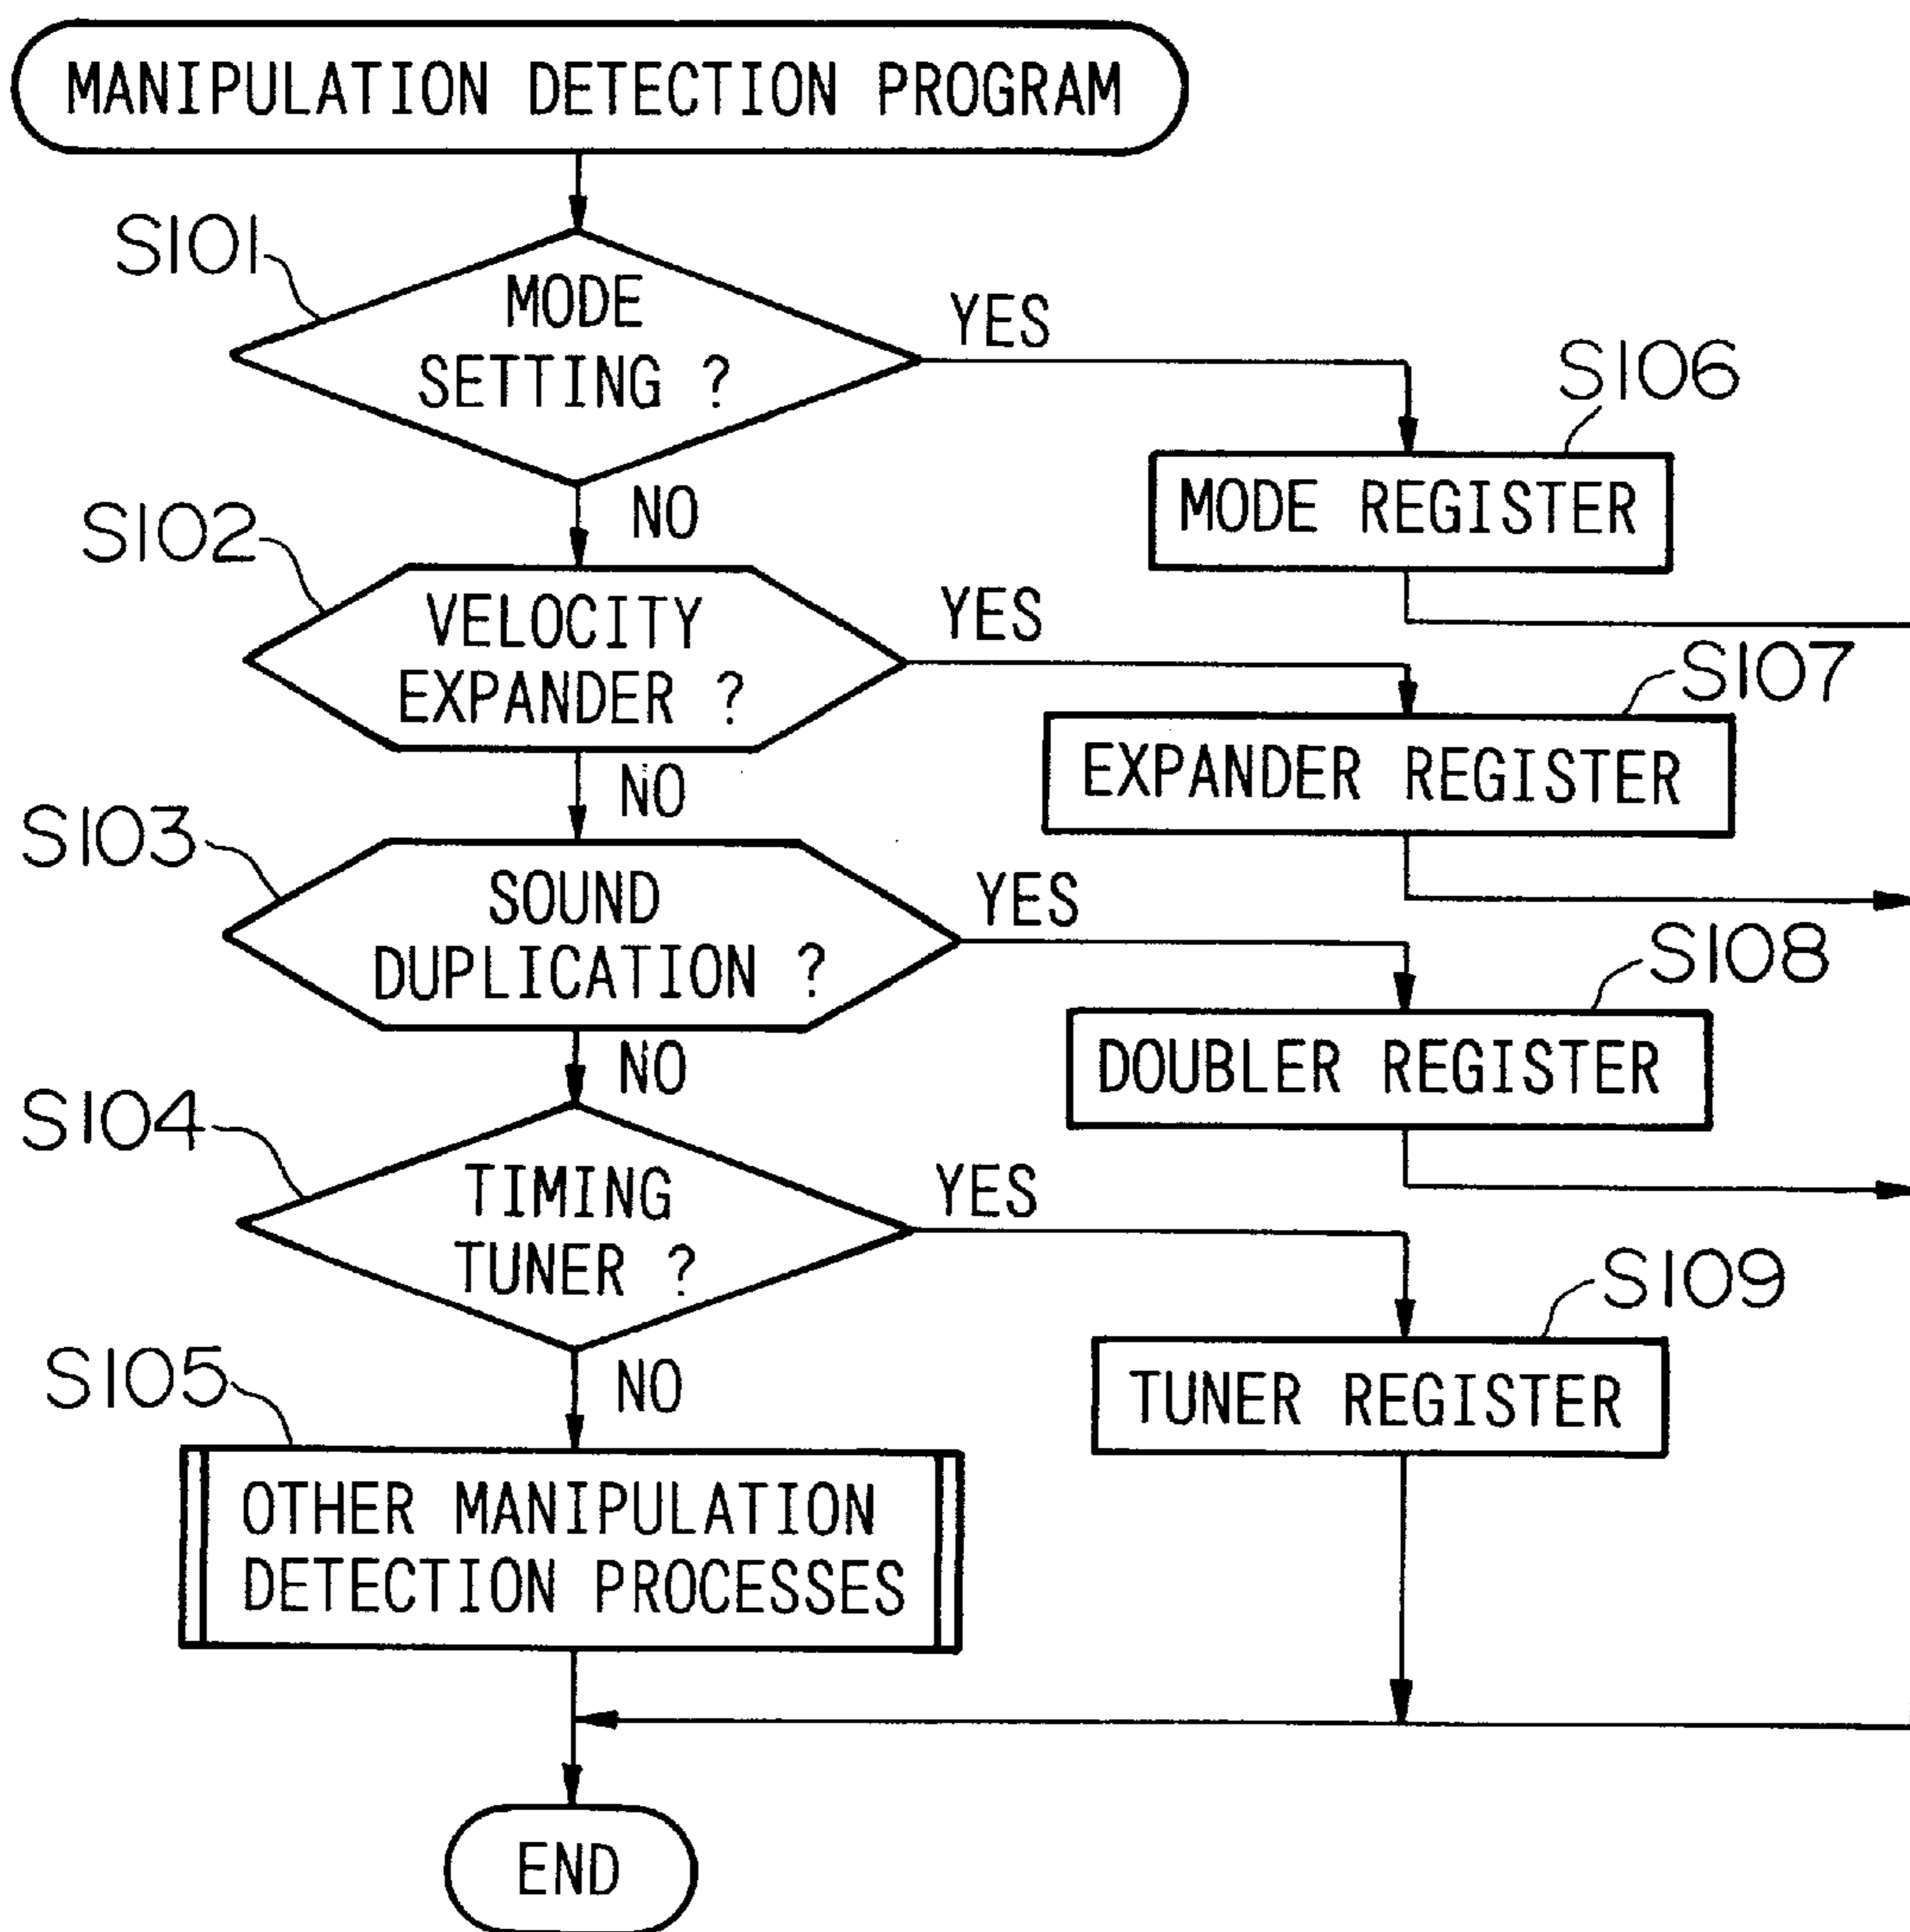 MANIPULATION DETECTION PROGRAM
S101
MODE
SETTING ?
YES
S106
MODE REGISTER
NO
S102
VELOCITY
EXPANDER ?
YES
S107
EXPANDER REGISTER
NO
S103
SOUND
DUPLICATION ?
YES
S108
DOUBLER REGISTER
NO
S104
TIMING
TUNER ?
YES
S109
TUNER REGISTER
NO
S105
OTHER MANIPULATION
DETECTION PROCESSES
END